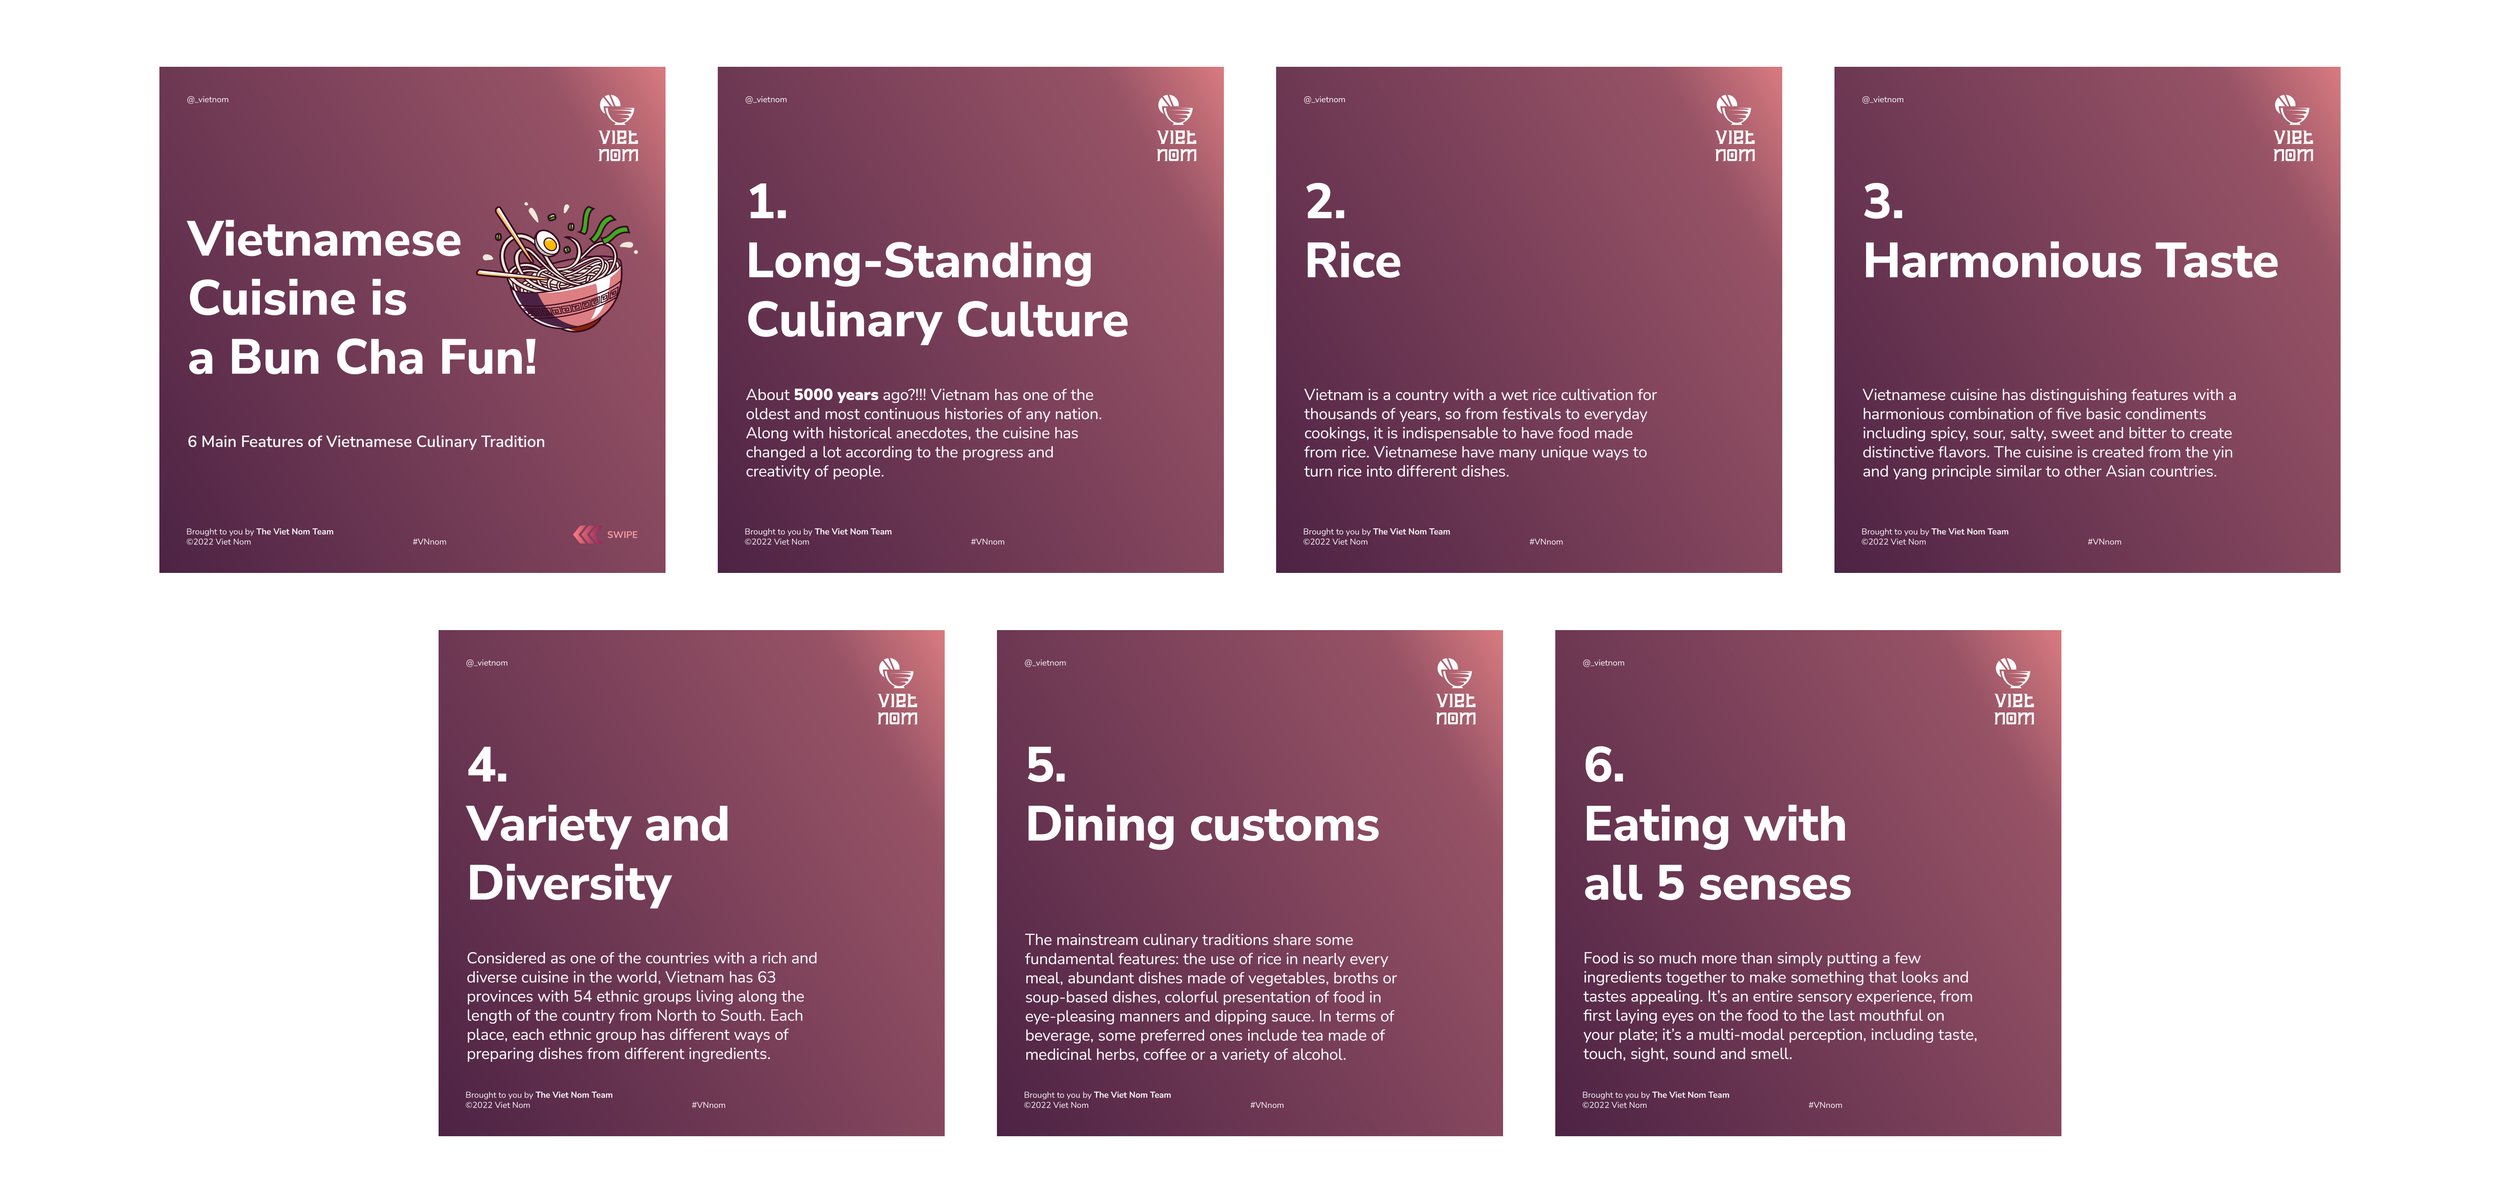 @_vietnom
VIET
nom
Vietnamese
Cuisine is
a Bun Cha Fun!
6 Main Features of Vietnamese Culinary Tradition
Brought to you by The Viet Nom Team
©2022 Viet Nom
#VNnom
SWIPE
@_vietnom
VIET
nom
1.
Long-Standing
Culinary Culture
About 5000 years ago?!!! Vietnam has one of the
oldest and most continuous histories of any nation.
Along with historical anecdotes, the cuisine has
changed a lot according to the progress and
creativity of people.
Brought to you by The Viet Nom Team
©2022 Viet Nom
#VNnom
@_vietnom
VIET
nom
2.
Rice
Vietnam is a country with a wet rice cultivation for
thousands of years, so from festivals to everyday
cookings, it is indispensable to have food made
from rice. Vietnamese have many unique ways to
turn rice into different dishes.
Brought to you by The Viet Nom Team
©2022 Viet Nom
#VNnom
@_vietnom
VIET
nom
3.
Harmonious Taste
Vietnamese cuisine has distinguishing features with a
harmonious combination of five basic condiments
including spicy, sour, salty, sweet and bitter to create
distinctive flavors. The cuisine is created from the yin
and yang principle similar to other Asian countries.
Brought to you by The Viet Nom Team
©2022 Viet Nom
#VNnom
@_vietnom
VIET
nom
4.
Variety and
Diversity
Considered as one of the countries with a rich and
diverse cuisine in the world, Vietnam has 63
provinces with 54 ethnic groups living along the
length of the country from North to South. Each
place, each ethnic group has different ways of
preparing dishes from different ingredients.
Brought to you by The Viet Nom Team
©2022 Viet Nom
#VNnom
@_vietnom
VIET
nom
5.
Dining customs
The mainstream culinary traditions share some
fundamental features: the use of rice in nearly every
meal, abundant dishes made of vegetables, broths or
soup-based dishes, colorful presentation of food in
eye-pleasing manners and dipping sauce. In terms of
beverage, some preferred ones include tea made of
medicinal herbs, coffee or a variety of alcohol.
Brought to you by The Viet Nom Team
©2022 Viet Nom
#VNnom
@_vietnom
VIET
nom
6.
Eating with
all 5 senses
Food is so much more than simply putting a few
ingredients together to make something that looks and
tastes appealing. It's an entire sensory experience, from
first laying eyes on the food to the last mouthful on
your plate; it's a multi-modal perception, including taste,
touch, sight, sound and smell.
Brought to you by The Viet Nom Team
©2022 Viet Nom
#VNnom